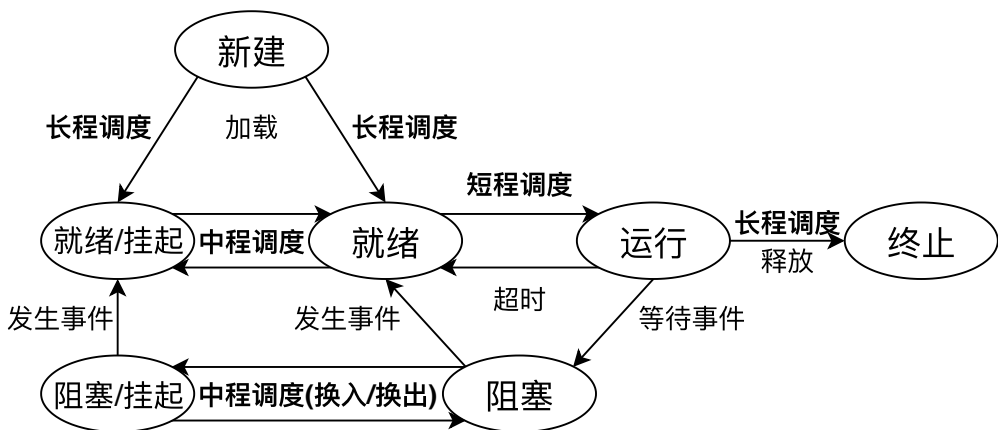 新建
长程调度
加载
长程调度
短程调度
长程调度
就绪/挂起
中程调度
就绪
运行
释放
终止
超时
发生事件
发生事件
等待事件
阻塞/挂起
中程调度(换入/换出)
阻塞